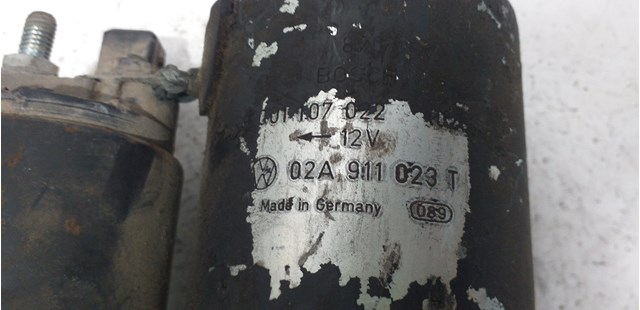 BOSCH
001 107 022
12V
02A 911 023 T
Made in Germany 089